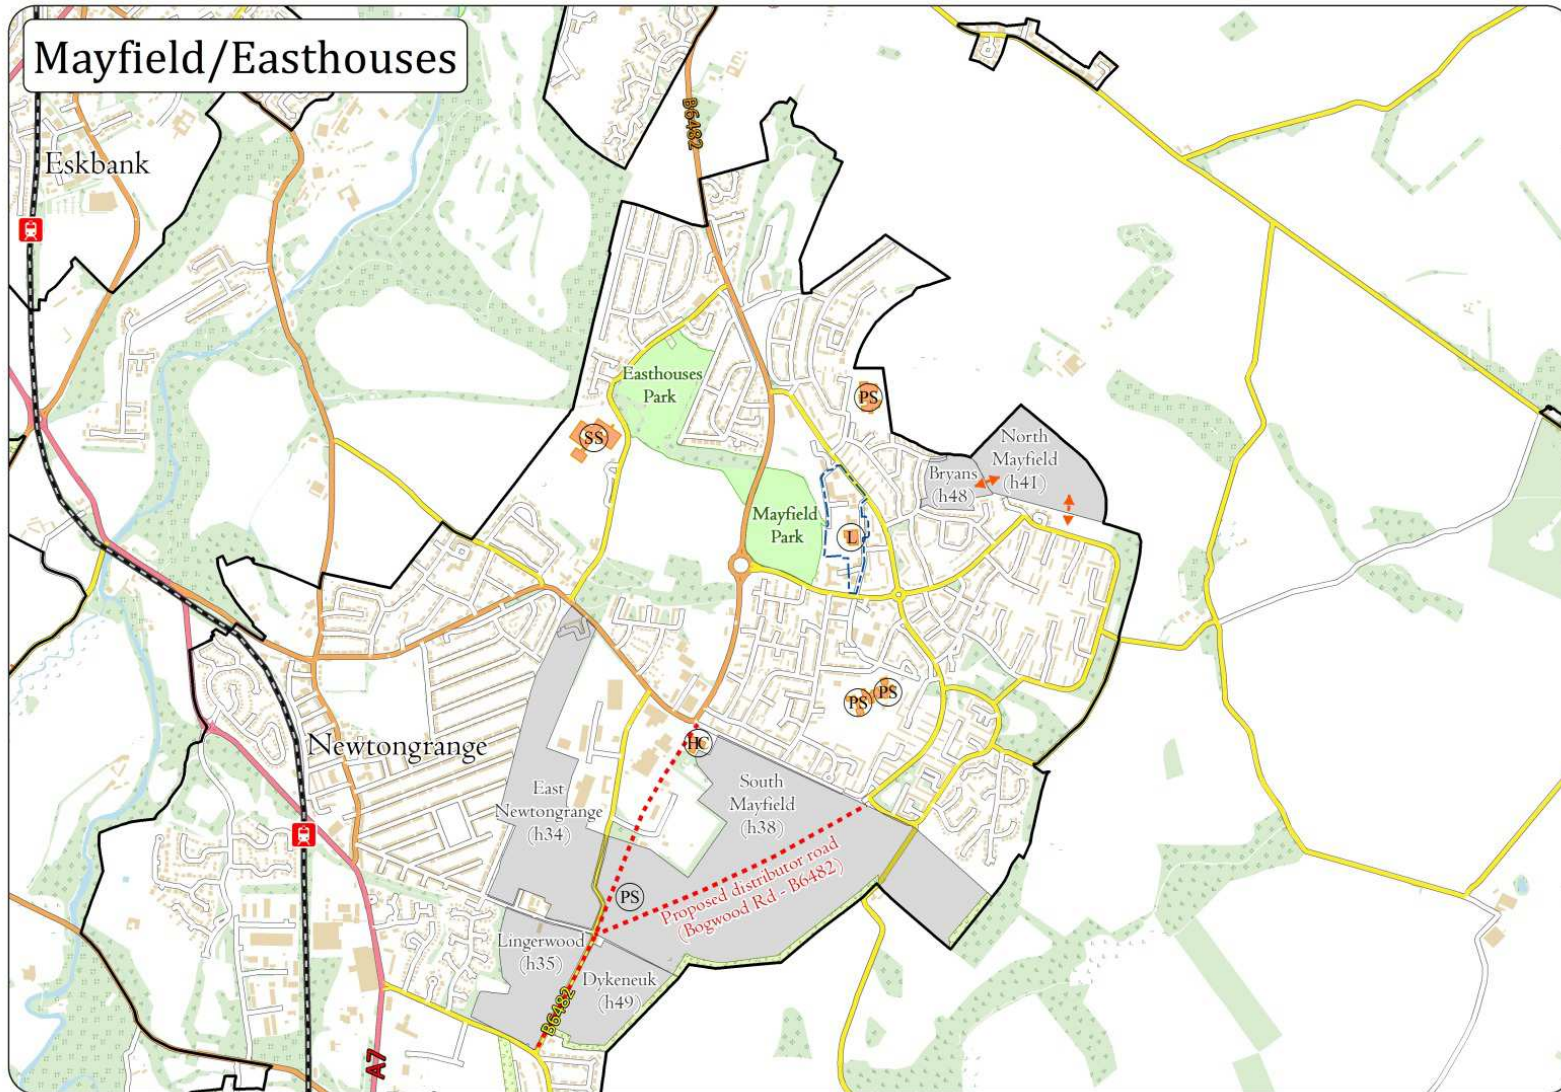 Mayfield/Easthouses
B6482
Eskbank
Easthouses
Park
PS
SS
North
Mayfield
(h41)
Bryans
(h48)
Mayfield
Park
L
PS
PS
Newtongrange
HC
East
Newtongrange
(h34)
South
Mayfield
(h38)
Proposed distributor road
(Bogwood Rd - B6482)
PS
Lingerwood
(h35)
Dykeneuk
(h49)
B6482
A7